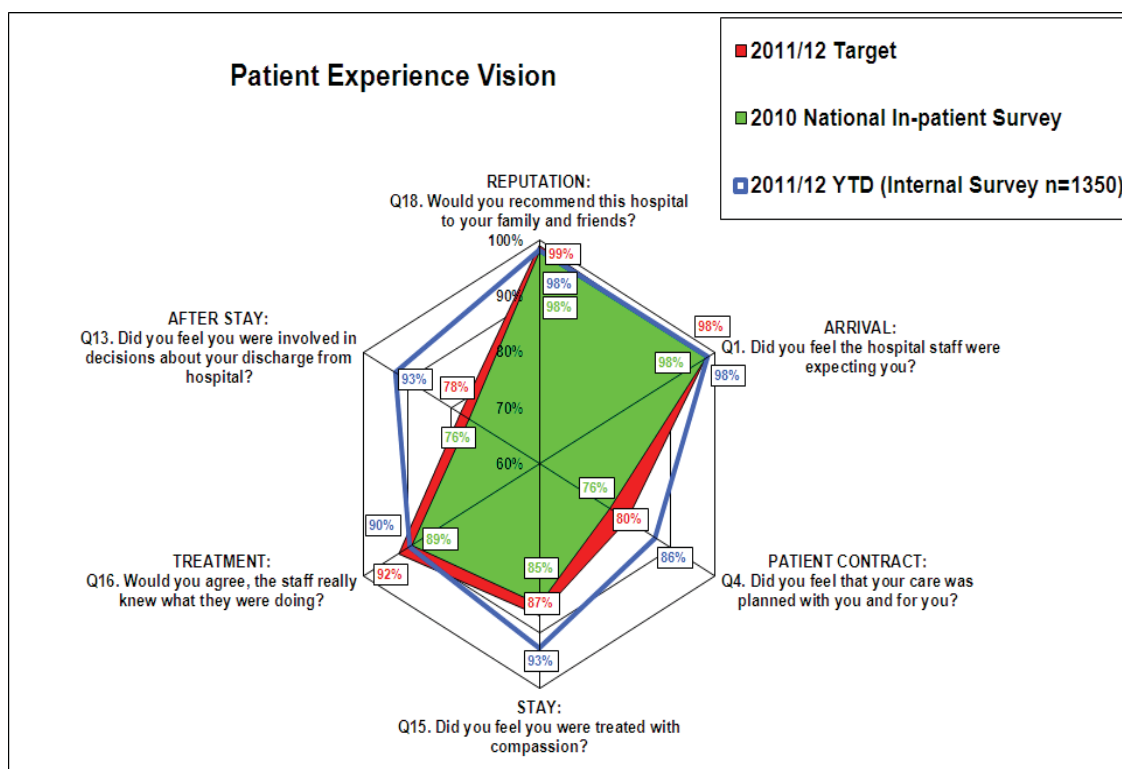 Patient Experience Vision
2011/12 Target
2010 National In-patient Survey
2011/12 YTD (Internal Survey n=1350)
REPUTATION:
Q18. Would you recommend this hospital
to your family and friends?
100%
99%
98%
90%
98%
98%
ARRIVAL:
Q1. Did you feel the hospital staff were
expecting you?
98%
98%
AFTER STAY:
Q13. Did you feel you were involved in
decisions about your discharge from
hospital?
80%
93%
78%
70%
76%
60%
76%
80%
86%
PATIENT CONTRACT:
Q4. Did you feel that your care was
planned with you and for you?
90%
89%
92%
TREATMENT:
Q16. Would you agree, the staff really
knew what they were doing?
85%
87%
93%
STAY:
Q15. Did you feel you were treated with
compassion?